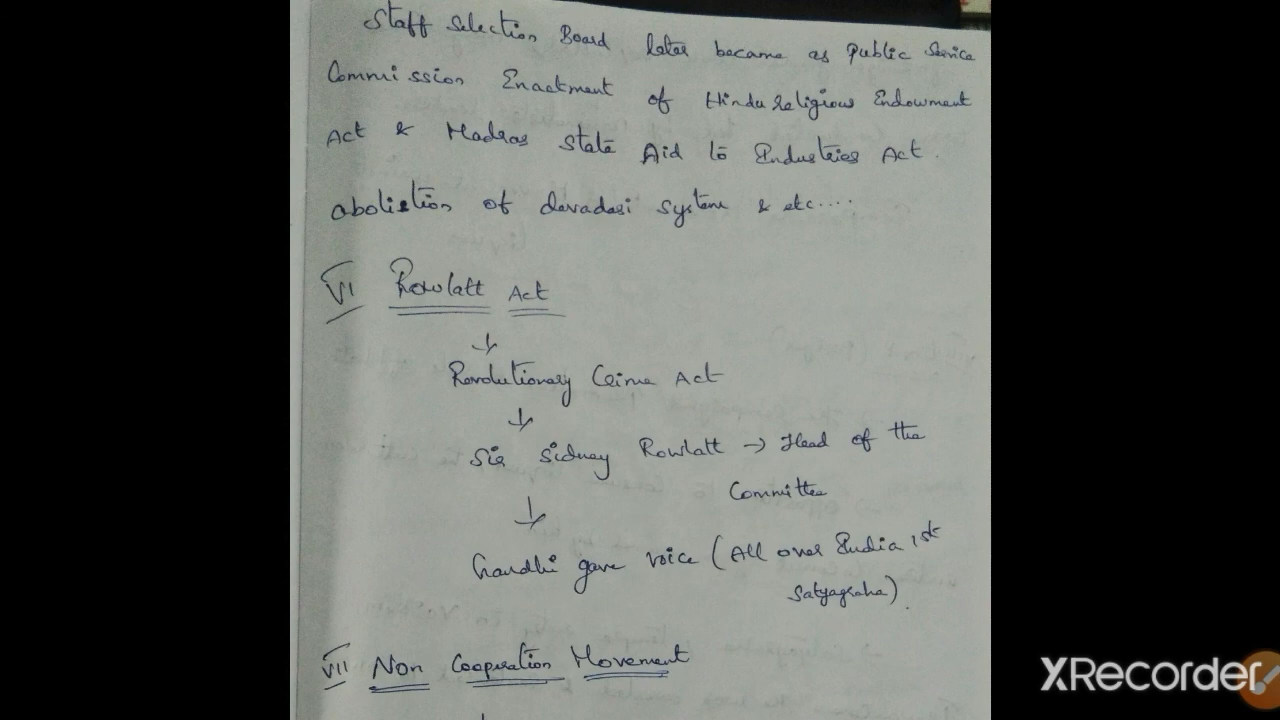 Staff Selection Board later became as Public Service
Commission Enactment of Hindu Religious Endowment
Act & Madras State Aid to Industries Act.
abolistion of devadasi system & etc....
VI Rowlatt Act
↓
Revolutionary Crime Act
↓
Sir Sidney Rowlatt → Head of the
Committee
↓
Gandhi gave voice (All over India 1st
Satyagraha).
VII Non Cooperation Movement
XRecorder